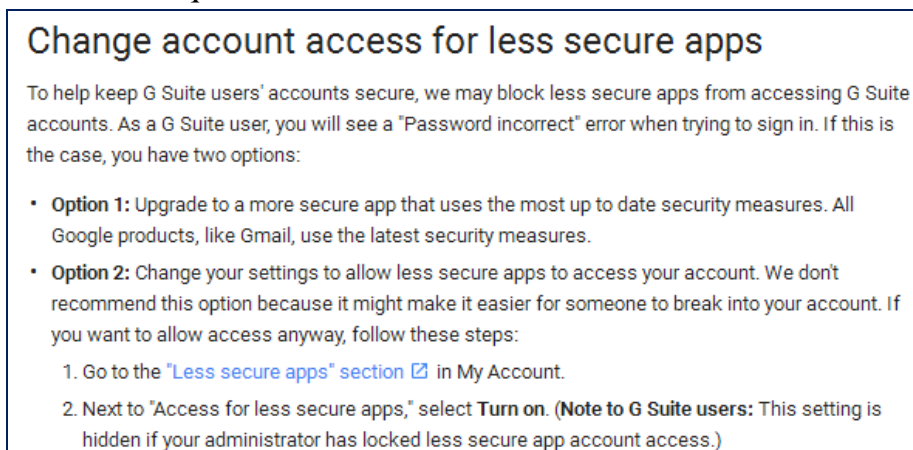 Change account access for less secure apps
To help keep G Suite users' accounts secure, we may block less secure apps from accessing G Suite
accounts. As a G Suite user, you will see a "Password incorrect" error when trying to sign in. If this is
the case, you have two options:
• Option 1: Upgrade to a more secure app that uses the most up to date security measures. All
Google products, like Gmail, use the latest security measures.
• Option 2: Change your settings to allow less secure apps to access your account. We don't
recommend this option because it might make it easier for someone to break into your account. If
you want to allow access anyway, follow these steps:
1. Go to the "Less secure apps" section in My Account.
2. Next to "Access for less secure apps," select Turn on. (Note to G Suite users: This setting is
hidden if your administrator has locked less secure app account access.)